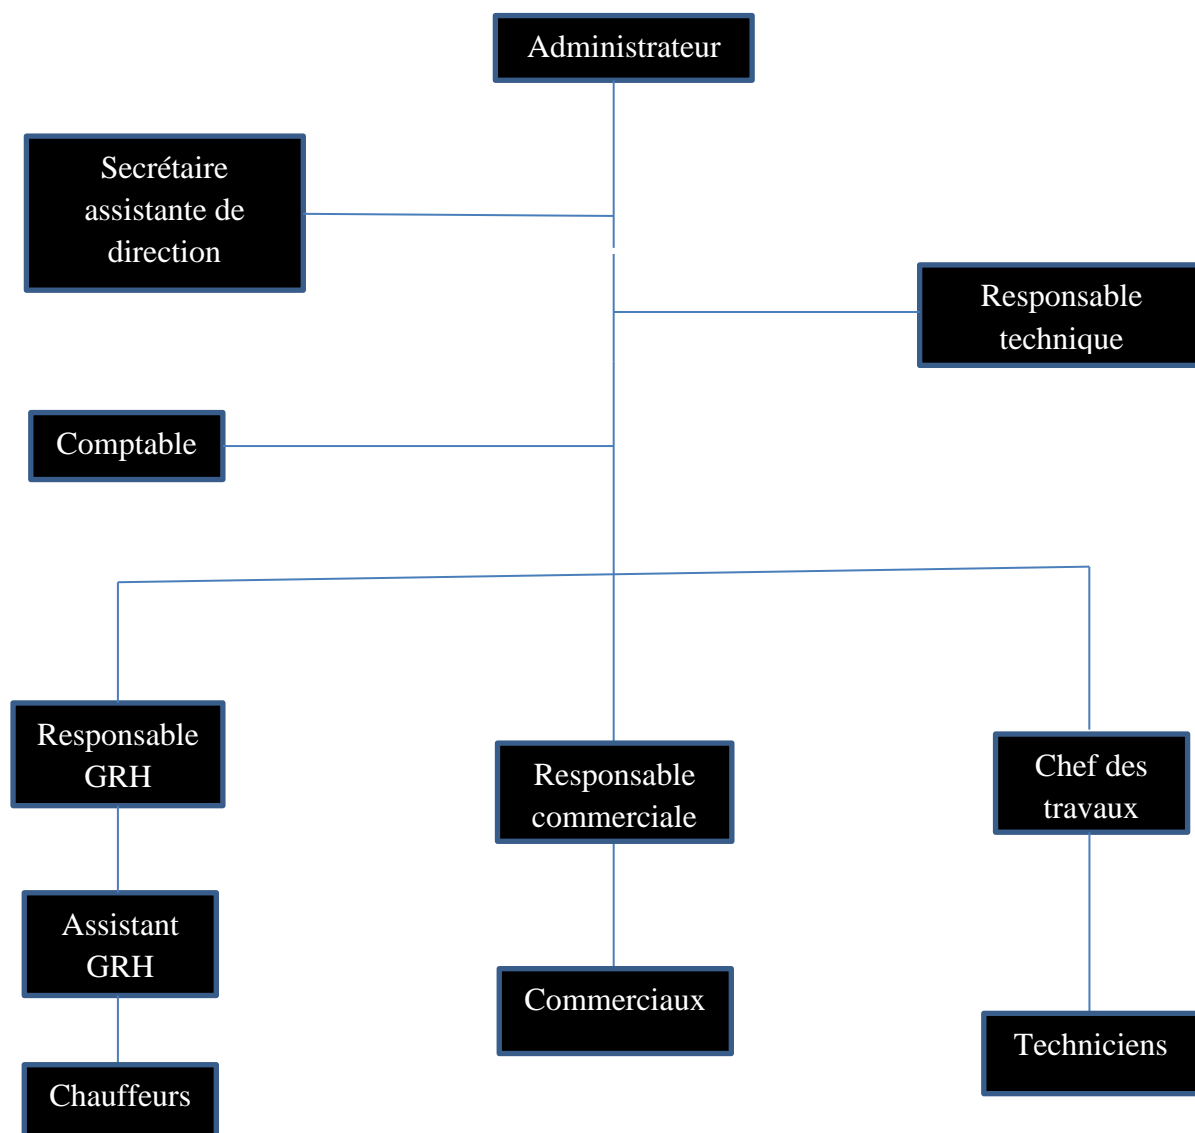 Administrateur
Secrétaire
assistante de
direction
Responsable
technique
Comptable
Responsable
GRH
Responsable
commerciale
Chef des
travaux
Assistant
GRH
Commerciaux
Techniciens
Chauffeurs